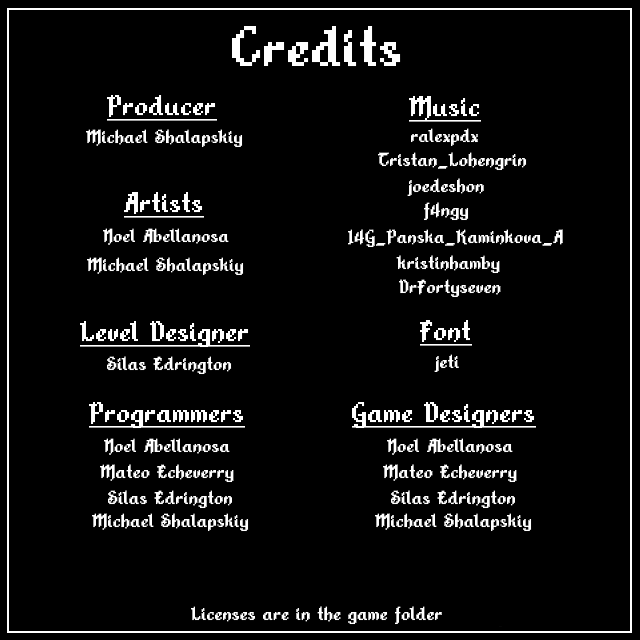 Credits
Producer
Michael Shalapskiy
Artists
Noel Abellanosa
Michael Shalapskiy
Level Designer
Silas Edrington
Programmers
Noel Abellanosa
Mateo Echeverry
Silas Edrington
Michael Shalapskiy
Music
ralexpdx
Tristan_Lohengrin
joedeshon
f4ngy
14G_Panska_Kaminkova_A
kristinhamby
DrFortyseven
Font
jeti
Game Designers
Noel Abellanosa
Mateo Echeverry
Silas Edrington
Michael Shalapskiy
Licenses are in the game folder